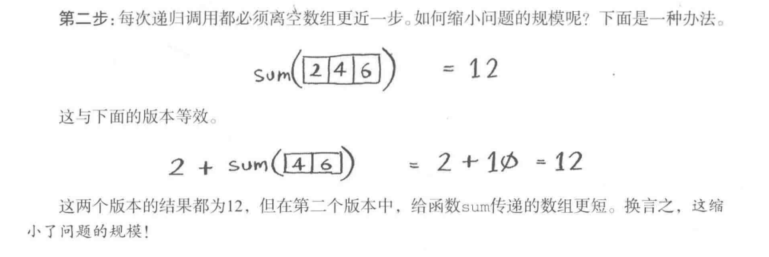 第二步：每次递归调用都必须离空数组更近一步。如何缩小问题的规模呢？下面是一种办法。
sum([2|4|6]) = 12
这与下面的版本等效。
2 + sum([4|6]) = 2 + 10 = 12
这两个版本的结果都为12，但在第二个版本中，给函数sum传递的数组更短。换言之，这缩
小了问题的规模！